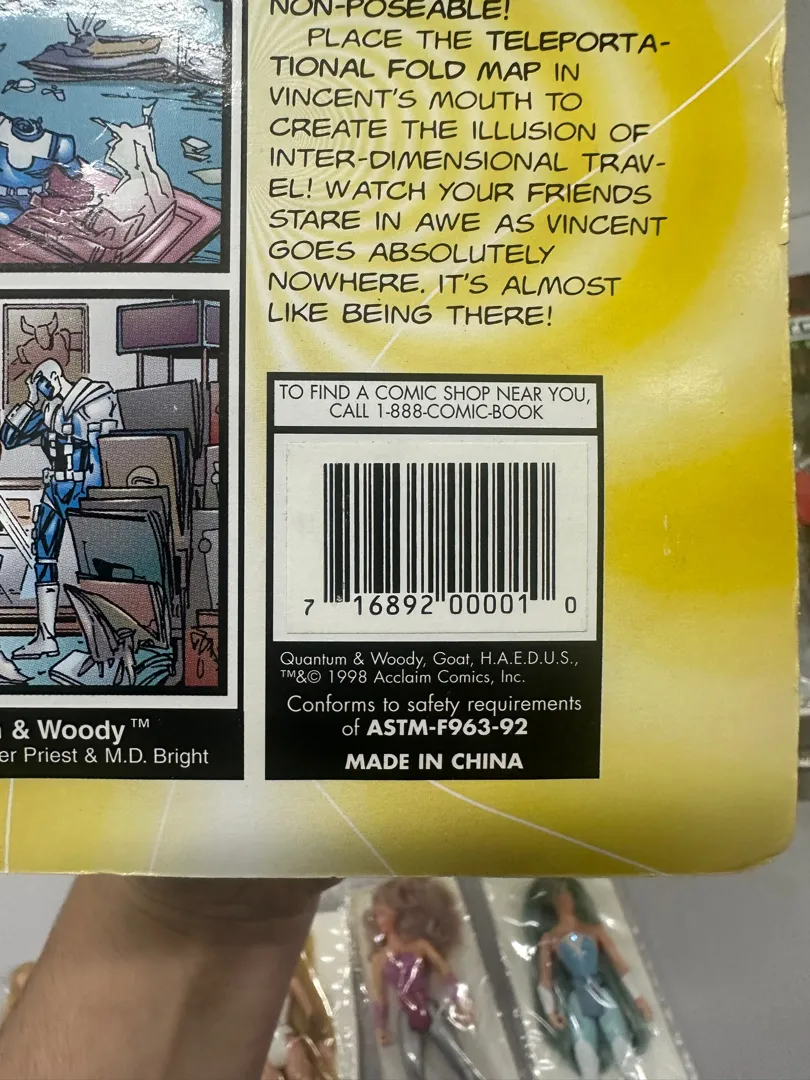 NON-POSEABLE!
PLACE THE TELEPORTA-
TIONAL FOLD MAP IN
VINCENT'S MOUTH TO
CREATE THE ILLUSION OF
INTER-DIMENSIONAL TRAV-
EL! WATCH YOUR FRIENDS
STARE IN AWE AS VINCENT
GOES ABSOLUTELY
NOWHERE. IT'S ALMOST
LIKE BEING THERE!
TO FIND A COMIC SHOP NEAR YOU,
CALL 1-888-COMIC-BOOK
7 16892 00001 0
Quantum & Woody, Goat, H.A.E.D.U.S.,
™&© 1998 Acclaim Comics, Inc.
Conforms to safety requirements
of ASTM-F963-92
MADE IN CHINA
& Woody™
er Priest & M.D. Bright